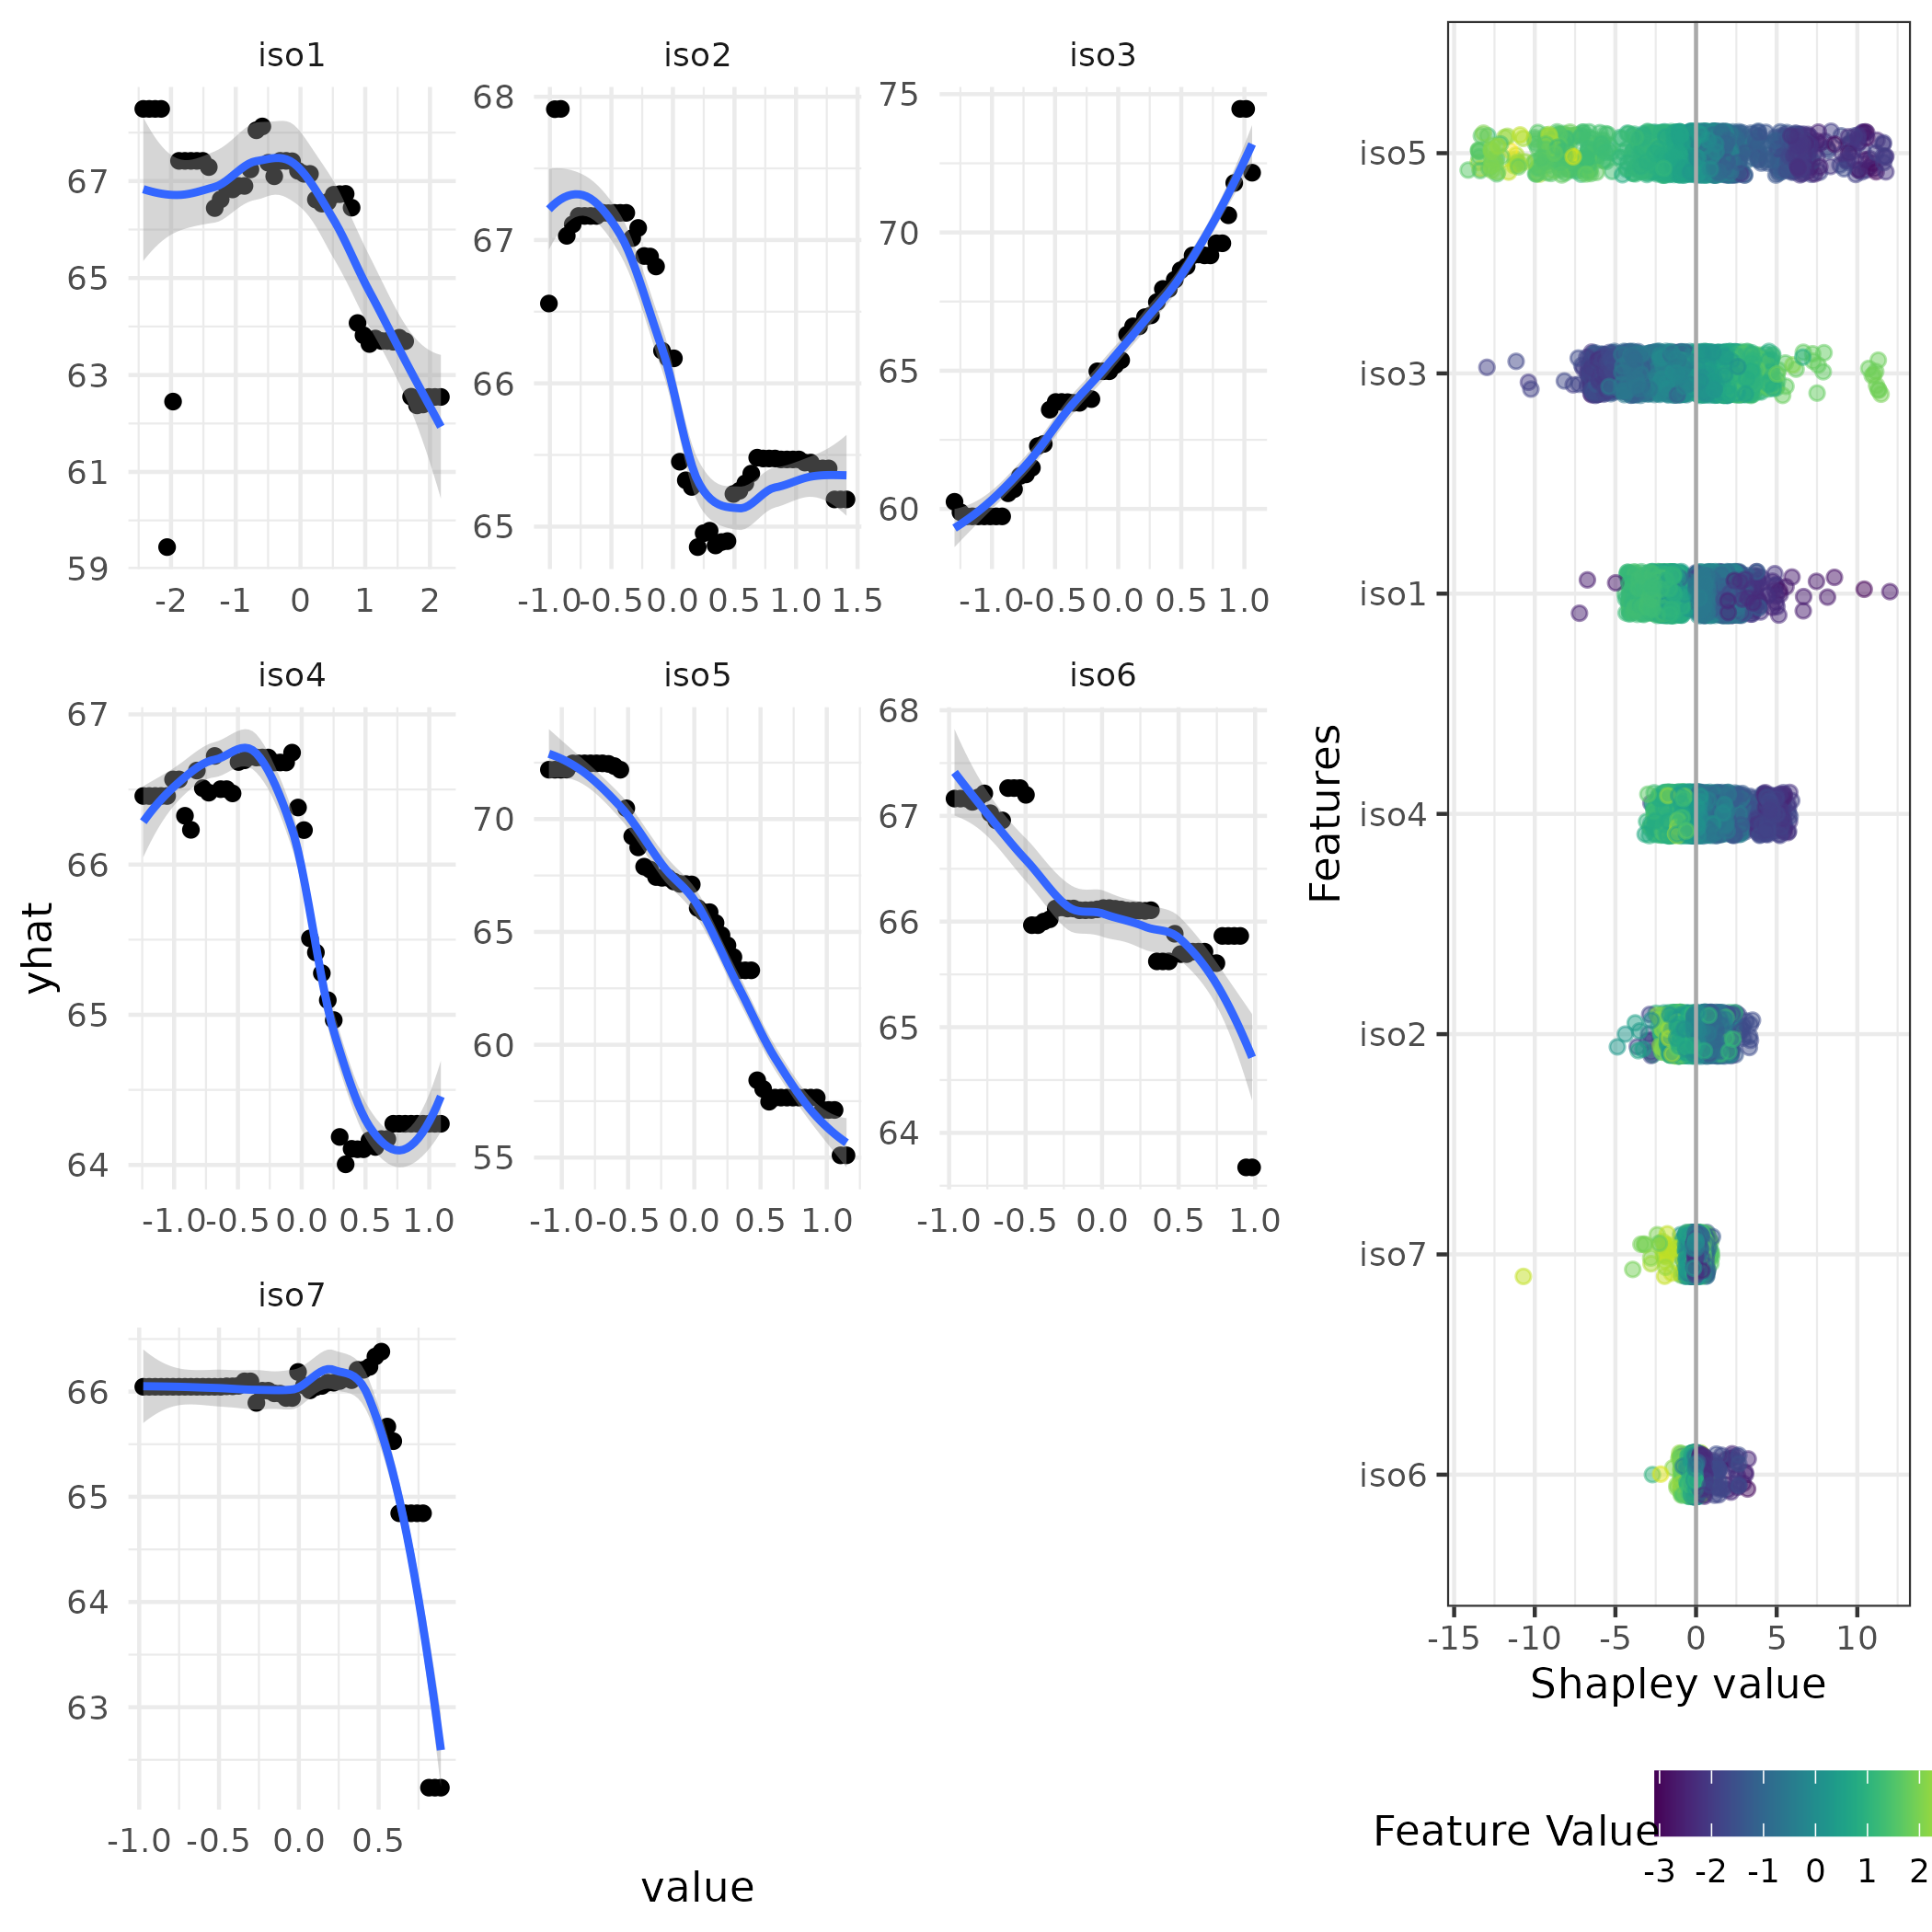 iso1 iso2 iso3
68 75
67 67 70
65 66 65
63
61 65 60
59
-2 -1 0 1 2 -1.0 -0.5 0.0 0.5 1.0 1.5 -1.0 -0.5 0.0 0.5 1.0
iso4 iso5 iso6
67 68
70 67
66 65 66
65 60 65
64 55 64
-1.0 -0.5 0.0 0.5 1.0 -1.0 -0.5 0.0 0.5 1.0 -1.0 -0.5 0.0 0.5 1.0
iso7
66
65
64
63
-1.0 -0.5 0.0 0.5
yhat
value
Features
iso5
iso3
iso1
iso4
iso2
iso7
iso6
-15 -10 -5 0 5 10
Shapley value
Feature Value
-3 -2 -1 0 1 2